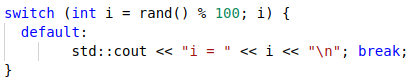 switch (int i = rand() % 100; i) {
  default:
        std::cout << "i = " << i << "\n"; break;
}